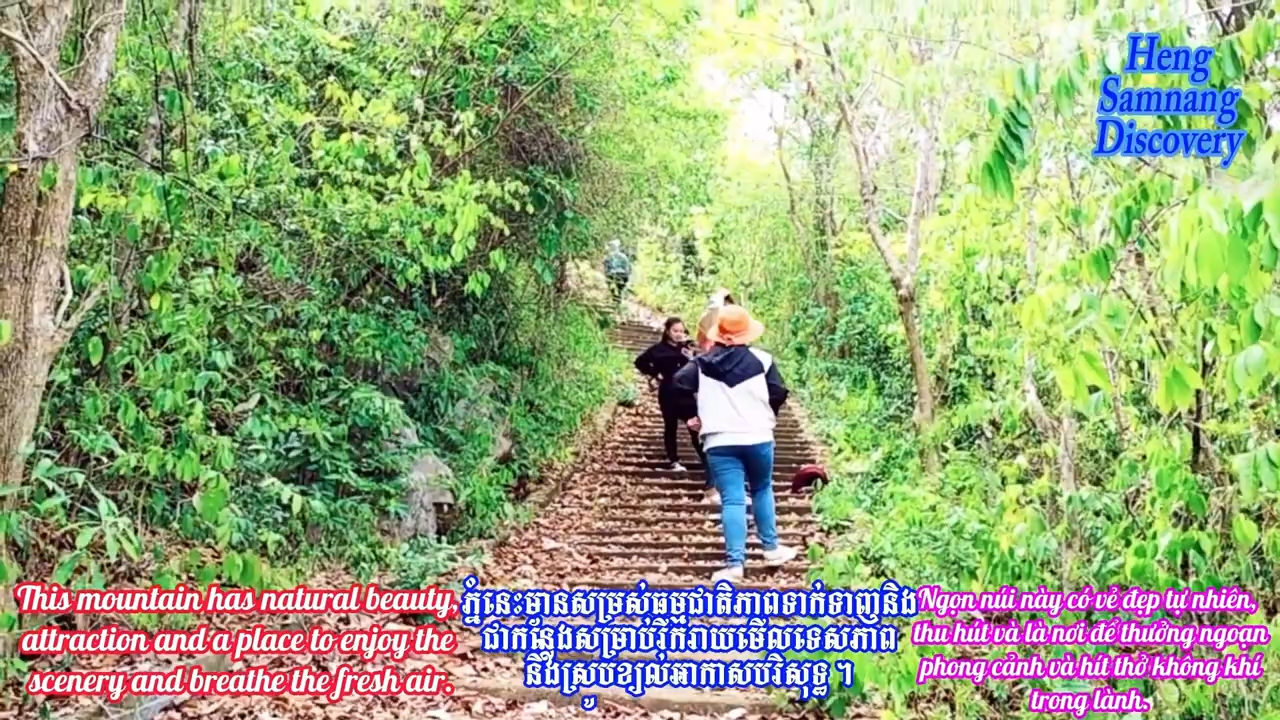 Heng
Samnang
Discovery
This mountain has natural beauty,
attraction and a place to enjoy the
scenery and breathe the fresh air.
ភ្នំនេះមានសម្រស់ធម្មជាតិភាពទាក់ទាញនិង
ជាកន្លែងសម្រាប់រីករាយមើលទេសភាព
នឹងស្រូបខ្យល់អាកាសបរិសុទ្ធ។
Ngọn núi này có vẻ đẹp tự nhiên,
thu hút và là nơi để thưởng ngoạn
phong cảnh và hít thở không khí
trong lành.